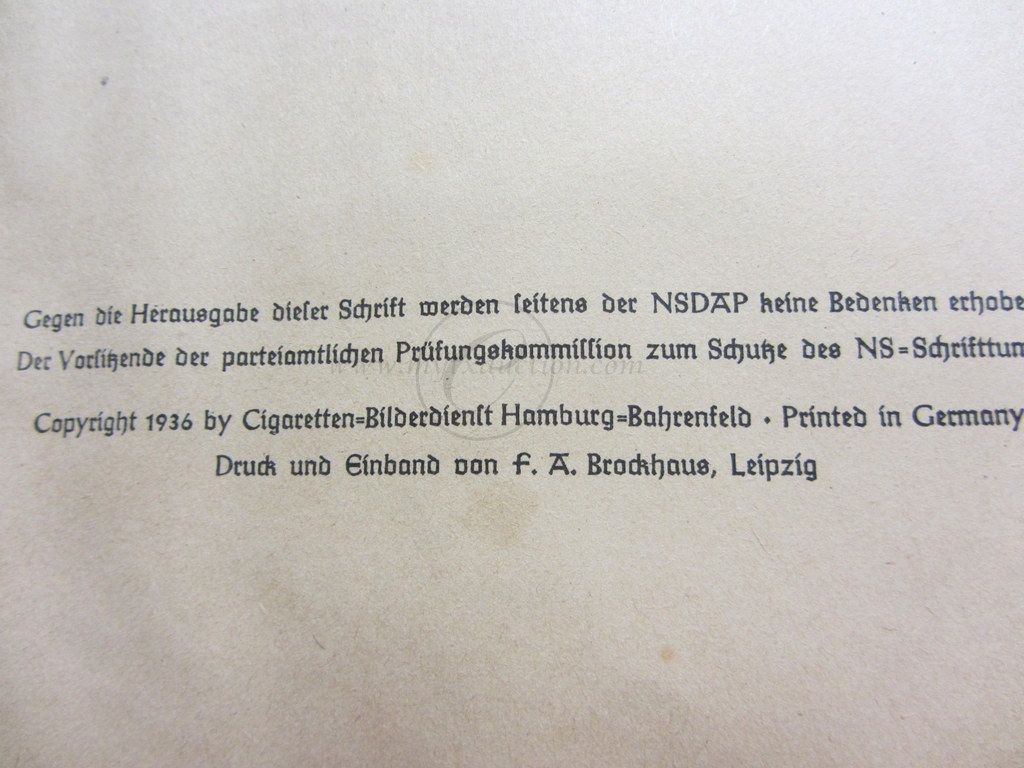 Gegen die Herausgabe dieser Schrift werden seitens der NSDAP keine Bedenken erhobe
Der Vorsitzende der parteiamtlichen Prüfungskommission zum Schutze des NS=Schrifttum
Copyright 1936 by Cigaretten=Bilderdienst Hamburg=Bahrenfeld • Printed in Germany
Druck und Einband von F. A. Brockhaus, Leipzig